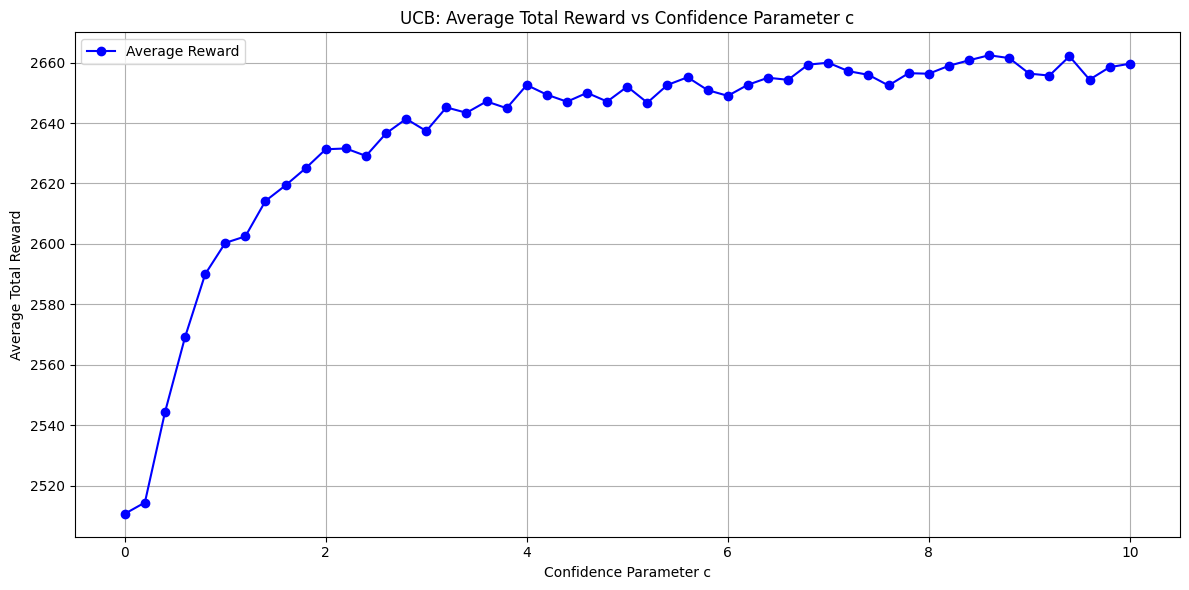 UCB: Average Total Reward vs Confidence Parameter c
Average Reward
Average Total Reward
2660
2640
2620
2600
2580
2560
2540
2520
0 2 4 6 8 10
Confidence Parameter c